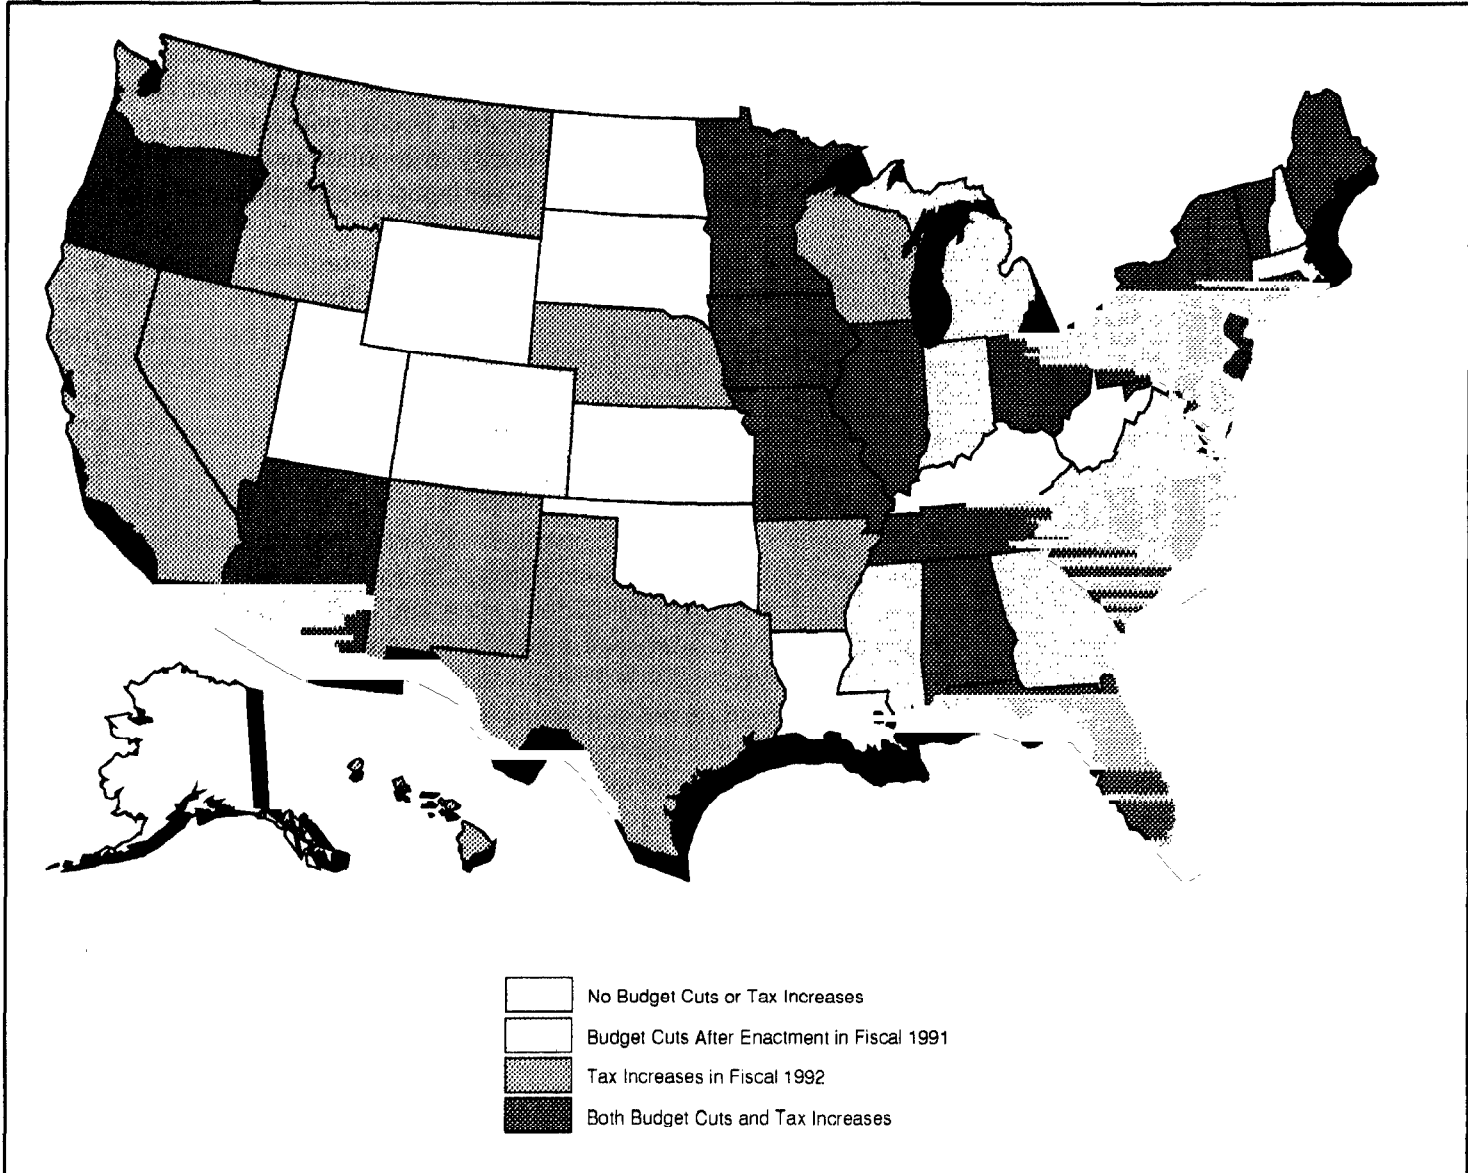 No Budget Cuts or Tax Increases
Budget Cuts After Enactment in Fiscal 1991
Tax Increases in Fiscal 1992
Both Budget Cuts and Tax Increases